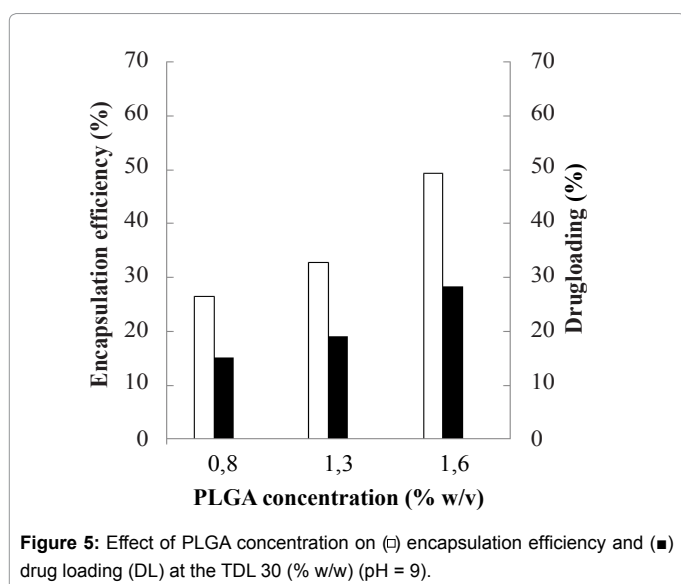 70
60
50
40
30
20
10
0
Encapsulation efficiency (%)
70
60
50
40
30
20
10
0
Drugloading (%)
0,8 1,3 1,6
PLGA concentration (% w/v)
Figure 5: Effect of PLGA concentration on (□) encapsulation efficiency and (■)
drug loading (DL) at the TDL 30 (% w/w) (pH = 9).